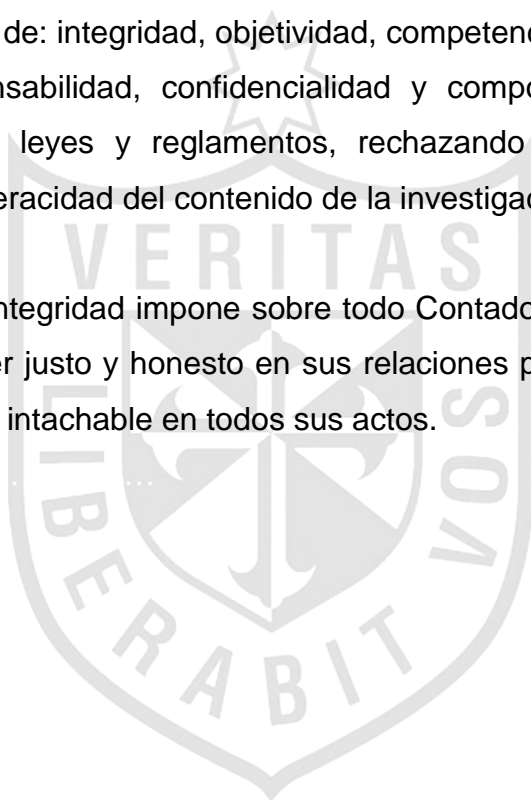 de: integridad, objetividad, competenc
nsabilidad, confidencialidad y compo
leyes y reglamentos, rechazando
eracidad del contenido de la investigac
ntegridad impone sobre todo Contado
er justo y honesto en sus relaciones p
intachable en todos sus actos.
VERITAS
LIBERABIT VOS